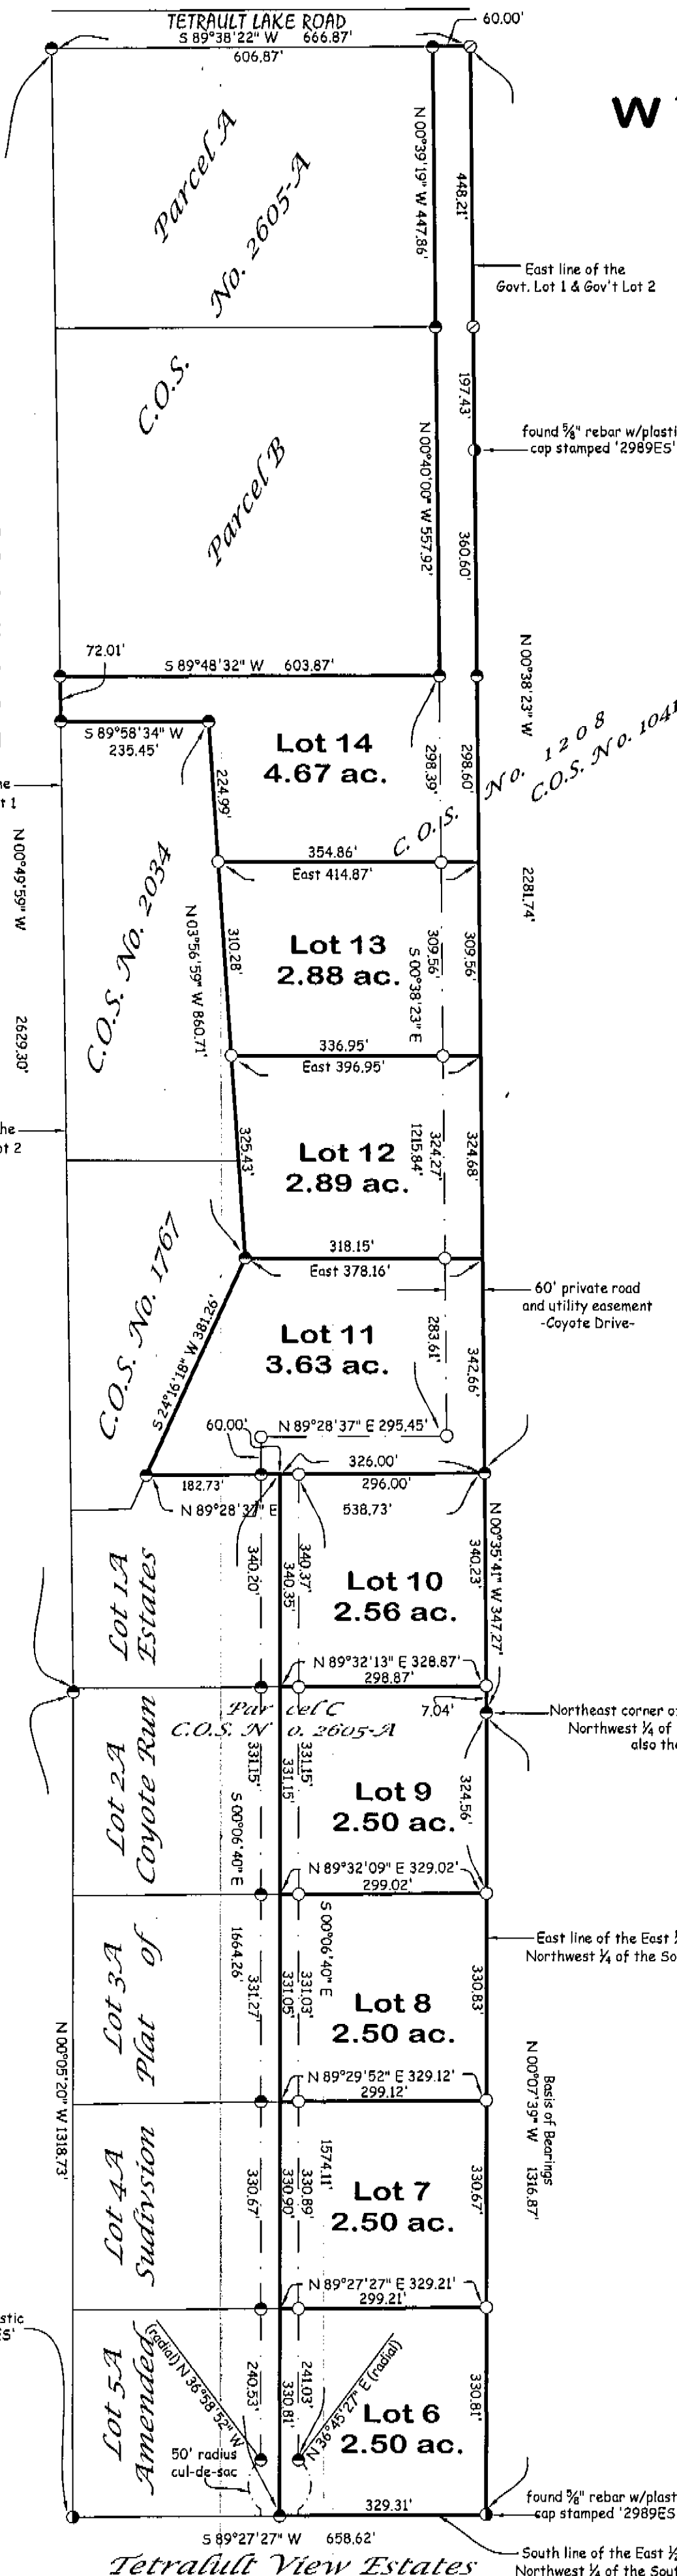 TETRAULT LAKE ROAD
S 89°38'22" W 666.87'
60.00'
606.87'
W
Parcel A
No. 2605-A
N 00°39'19" W 447.86'
448.21'
East line of the
Govt. Lot 1 & Gov't Lot 2
C.O.S.
Parcel B
197.43'
found ⅝" rebar w/plasti
cap stamped '2989ES'
N 00°40'00" W 557.92'
360.60'
72.01'
S 89°48'32" W 603.87'
N 00°38'23" W
S 89°58'34" W
235.45'
Lot 14
4.67 ac.
298.39'
298.60'
C.O.S. No. 1208
C.O.S. No. 1041
ne
t 1
224.99'
354.86'
East 414.87'
N 00°49'59" W
2281.74'
C.O.S. No. 2034
N 03°56'59" W 860.71'
310.28'
Lot 13
2.88 ac.
309.56'
S 00°38'23" E
309.56'
2629.30'
336.95'
East 396.95'
he
ot 2
325.43'
Lot 12
2.89 ac.
1215.84'
324.27'
324.68'
318.15'
East 378.16'
C.O.S. No. 1767
S 24°16'18" W 381.26'
60' private road
and utility easement
-Coyote Drive-
Lot 11
3.63 ac.
283.61'
342.66'
60.00'
N 89°28'37" E 295.45'
326.00'
182.73'
296.00'
N 89°28'37" E
538.73'
Lot 1A
Estates
340.20'
340.35'
340.37'
Lot 10
2.56 ac.
340.23'
N 00°35'41" W 347.27'
N 89°32'13" E 328.87'
298.87'
Parcel C
C.O.S. No. 2605-A
7.04'
Northeast corner o
Northwest ¼ of
also the
Lot 2A
Coyote Run
331.15'
331.15'
331.15'
S 00°06'40" E
Lot 9
2.50 ac.
324.56'
N 89°32'09" E 329.02'
299.02'
East line of the East
Northwest ¼ of the So
Lot 3A
Plat of
1664.26'
331.27'
331.05'
331.03'
S 00°06'40" E
Lot 8
2.50 ac.
330.83'
N 89°29'52" E 329.12'
299.12'
N 00°05'20" W 1318.73'
Basis of Bearings
N 00°07'39" W 1316.87'
Lot 4A
Sudivsion
330.67'
330.90'
330.89'
1574.11'
Lot 7
2.50 ac.
330.67'
N 89°27'27" E 329.21'
299.21'
stic
ES'
Lot 5A
Amended
(radial) N 36°58'52" W
240.53'
330.81'
241.03'
N 36°45'27" E (radial)
Lot 6
2.50 ac.
330.81'
50' radius
cul-de-sac
329.31'
found ⅝" rebar w/plast
cap stamped '2989ES
S 89°27'27" W 658.62'
South line of the East ½
Northwest ¼ of the Sout
Tetralult View Estates